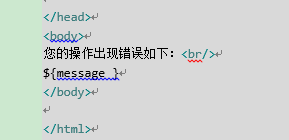 </head>
<body>
您的操作出现错误如下：<br/>
${message }
</body>
</html>